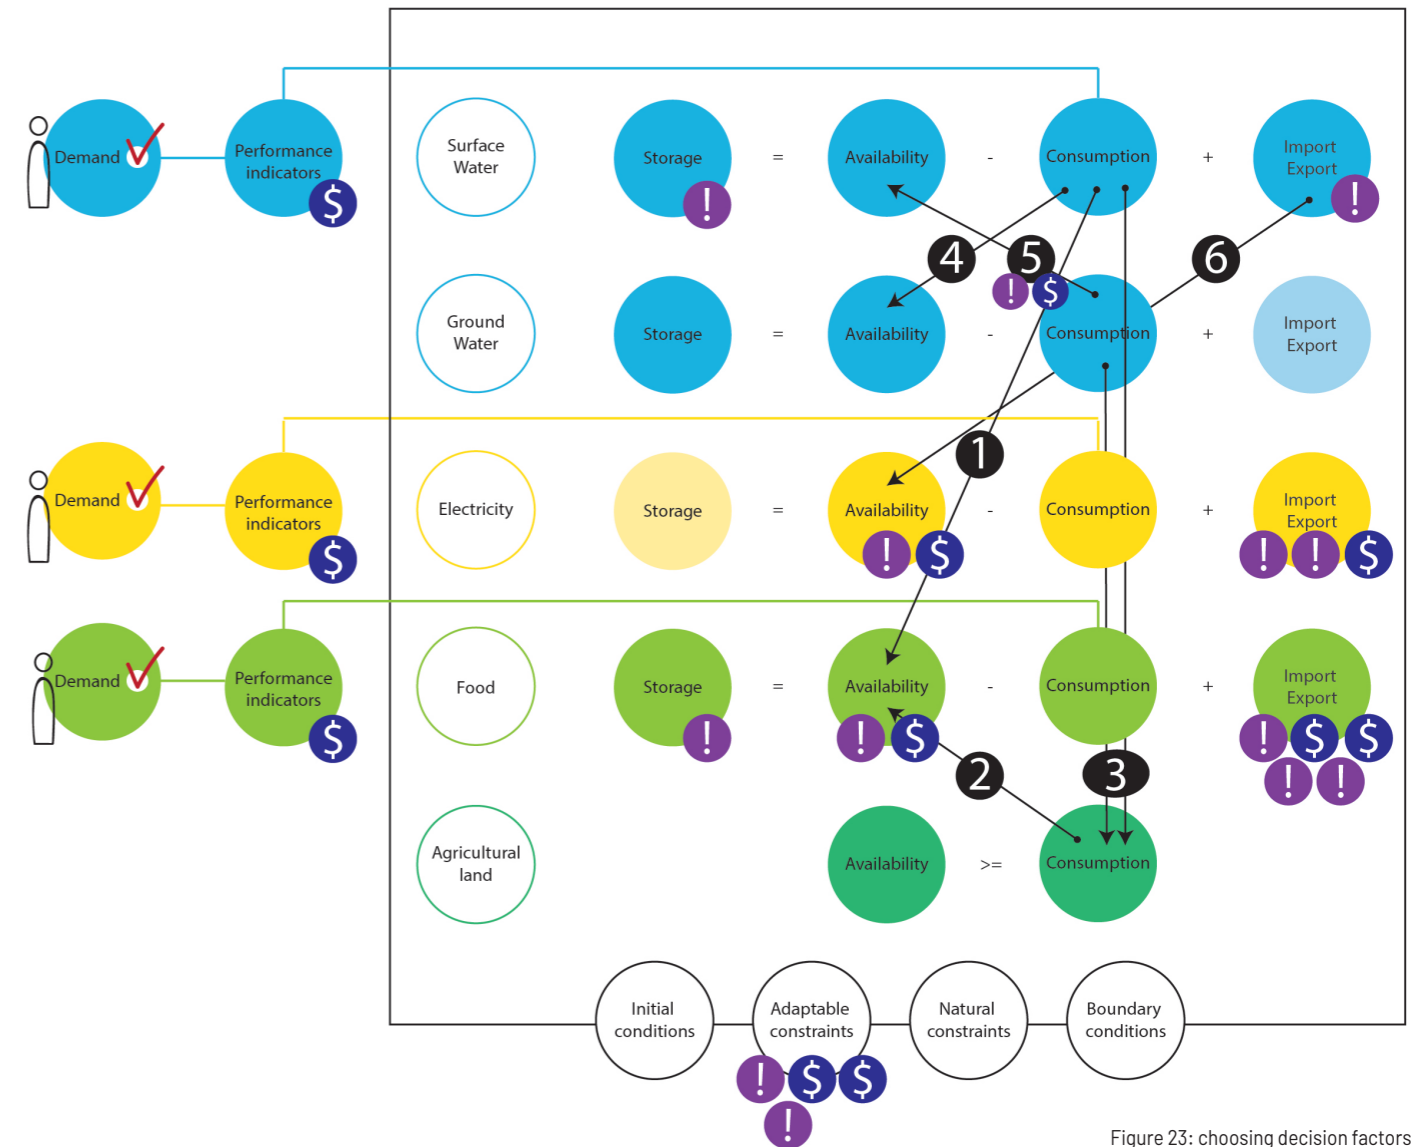 Demand
Performance
indicators
$
Surface
Water
Storage
!
=
Availability
-
Consumption
+
Import
Export
!
4
5
!
$
6
Ground
Water
Storage
=
Availability
-
Consumption
+
Import
Export
1
Demand
Performance
indicators
$
Electricity
Storage
=
Availability
!
$
-
Consumption
+
Import
Export
!
!
$
Demand
Performance
indicators
$
Food
Storage
!
=
Availability
!
$
-
Consumption
+
Import
Export
!
$
$
!
!
2
3
Agricultural
land
Availability
>=
Consumption
Initial
conditions
Adaptable
constraints
!
$
$
!
Natural
constraints
Boundary
conditions
Figure 23: choosing decision factors